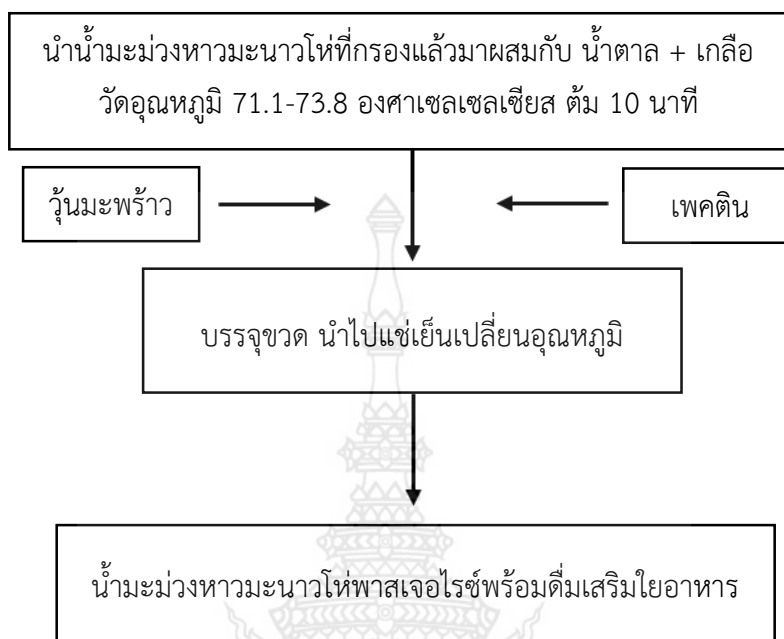 นำน้ำมะม่วงหาวมะนาวโห่ที่กรองแล้วมาผสมกับ น้ำตาล + เกลือ
วัดอุณหภูมิ 71.1-73.8 องศาเซลเซลเซียส ต้ม 10 นาที
วุ้นมะพร้าว
เพคติน
บรรจุขวด นำไปแช่เย็นเปลี่ยนอุณหภูมิ
น้ำมะม่วงหาวมะนาวโห่พาสเจอไรซ์พร้อมดื่มเสริมใยอาหาร